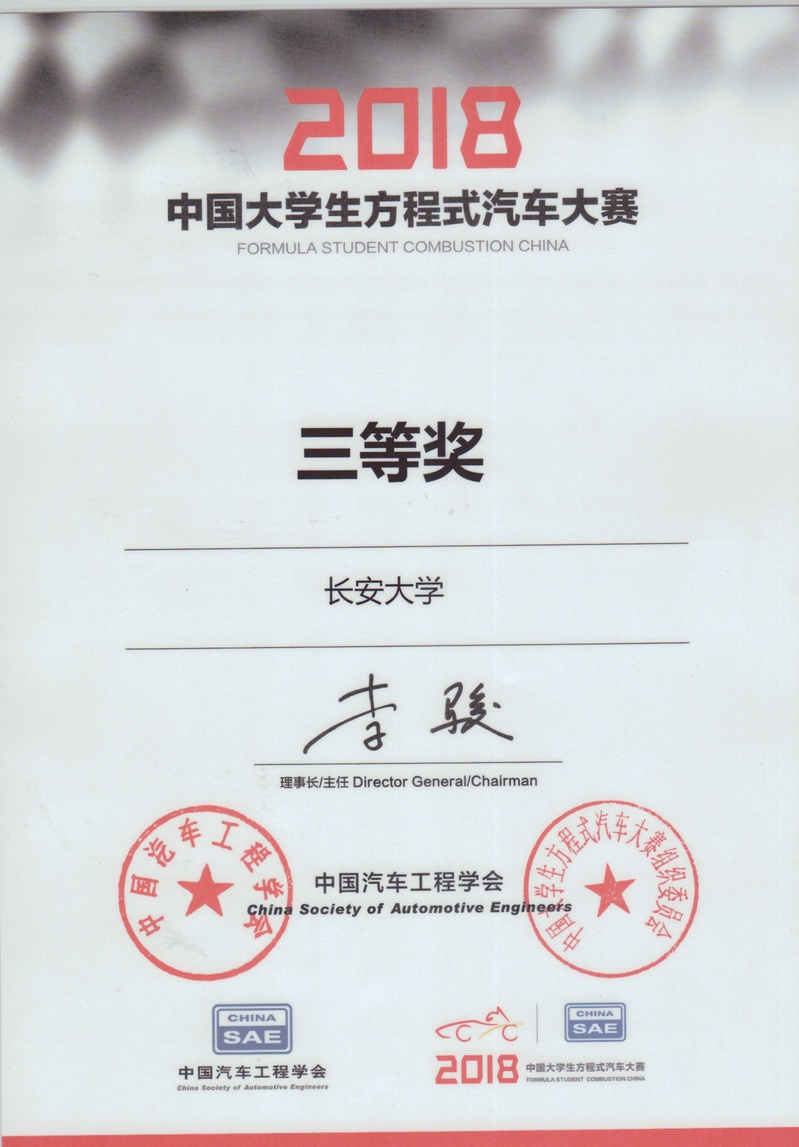 2018
中国大学生方程式汽车大赛
FORMULA STUDENT COMBUSTION CHINA
三等奖
长安大学
李骏
理事长/主任 Director General/Chairman
中国汽车工程学会
中国大学生方程式汽车大赛组织委员会
中国汽车工程学会
China Society of Automotive Engineers
CHINA
SAE
中国汽车工程学会
China Society of Automotive Engineers
CHINA
SAE
2018 中国大学生方程式汽车大赛
FORMULA STUDENT COMBUSTION CHINA